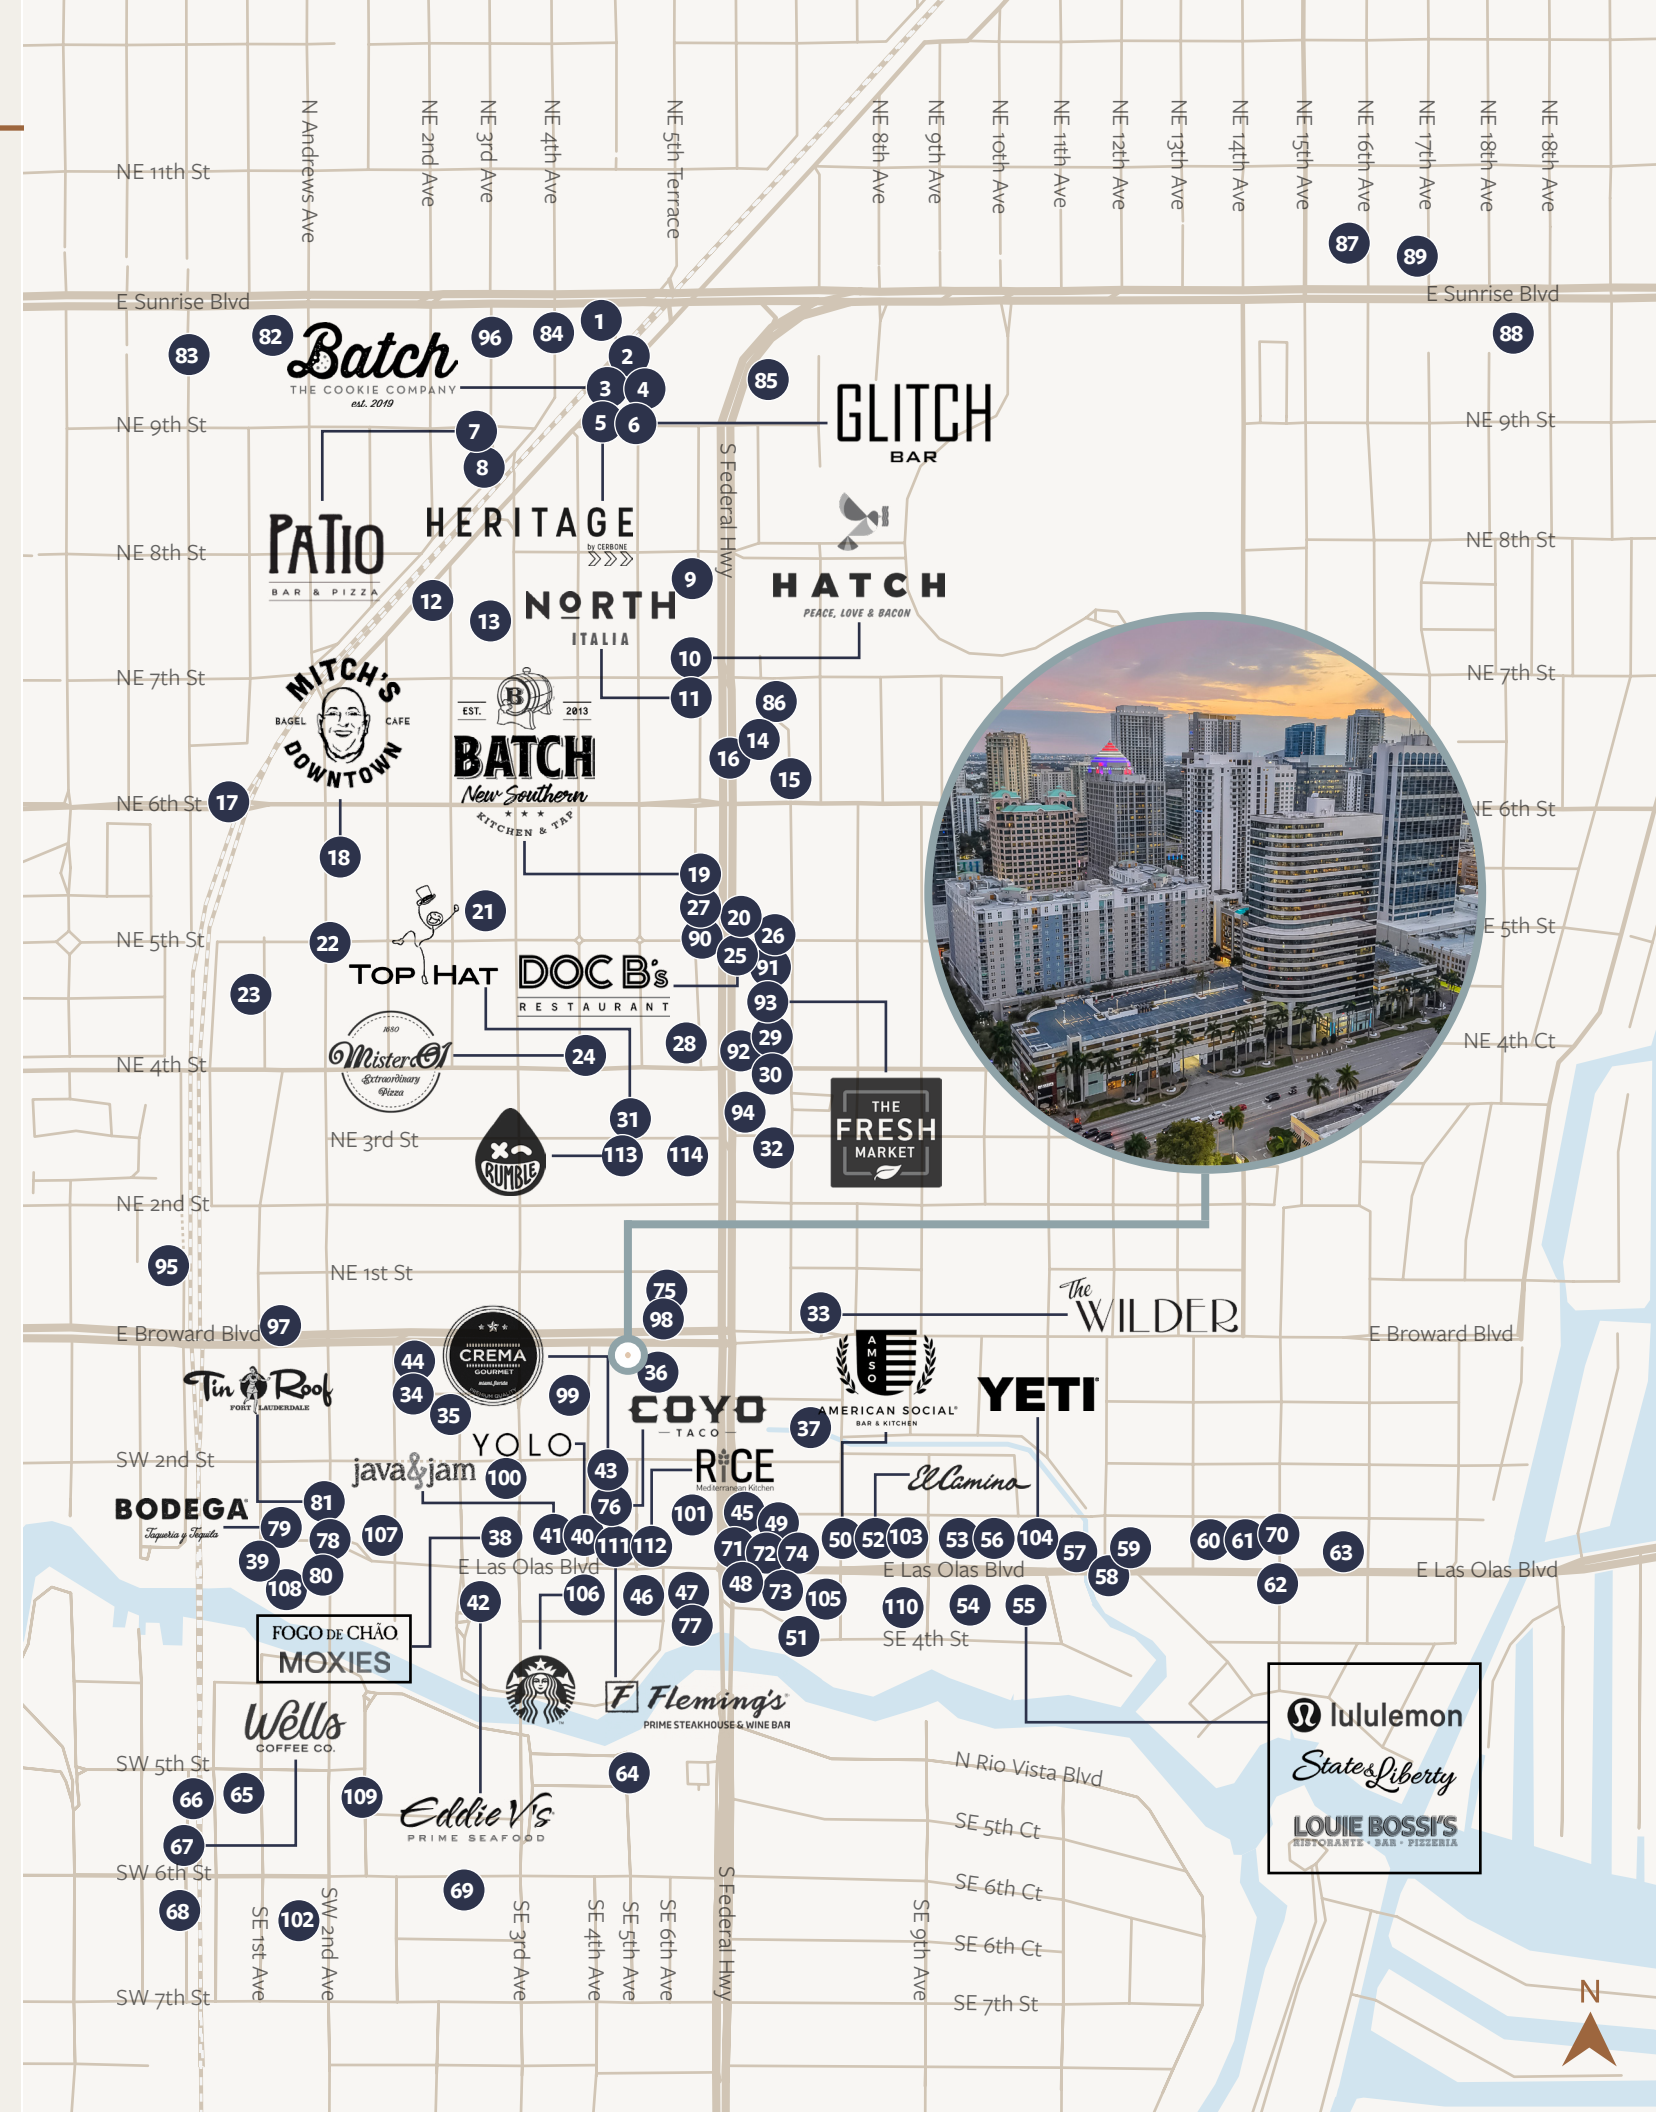 N Andrews Ave
NE 2nd Ave
NE 3rd Ave
NE 4th Ave
NE 5th Terrace
NE 8th Ave
NE 9th Ave
NE 10th Ave
NE 11th Ave
NE 12th Ave
NE 13th Ave
NE 14th Ave
NE 15th Ave
NE 16th Ave
NE 17th Ave
NE 18th Ave
NE 18th Ave
NE 11th St
87
89
E Sunrise Blvd
E Sunrise Blvd
82
83
Batch
THE COOKIE COMPANY
est. 2019
96
84
1
2
3
4
5
6
85
88
GLITCH
BAR
NE 9th St
NE 9th St
7
8
S Federal Hwy
PATIO
BAR & PIZZA
HERITAGE
by CERBONE
NE 8th St
NE 8th St
HATCH
PEACE, LOVE & BACON
9
12
13
NORTH
ITALIA
10
11
NE 7th St
NE 7th St
MITCH'S
BAGEL CAFE
DOWNTOWN
EST. B 2013
BATCH
New Southern
KITCHEN & TAP
86
14
16
15
NE 6th St
17
NE 6th St
18
19
27
20
21
22
90
26
25
91
NE 5th St
E 5th St
TOP HAT
DOC B's
RESTAURANT
23
93
1680
Mister O1
Extraordinary
Pizza
24
28
92
29
30
NE 4th St
NE 4th Ct
31
94
THE
FRESH
MARKET
NE 3rd St
RUMBLE
113
114
32
NE 2nd St
95
NE 1st St
75
98
33
The
WILDER
97
E Broward Blvd
E Broward Blvd
CREMA
GOURMET
miami, florida
PREMIUM QUALITY
44
34
35
99
36
Tin Roof
FORT LAUDERDALE
COYO
TACO
37
AMSO
AMERICAN SOCIAL
BAR & KITCHEN
YETI
SW 2nd St
YOLO
java&jam
100
43
RICE
Mediterranean Kitchen
El Camino
BODEGA
Taqueria y Tequila
81
79
78
107
38
41
40
76
111
112
101
45
49
71
72
74
50
52
103
53
56
104
57
59
58
60
61
70
63
62
39
108
80
E Las Olas Blvd
E Las Olas Blvd
E Las Olas Blvd
42
106
46
47
77
48
73
105
51
110
54
55
SE 4th St
FOGO DE CHÃO
MOXIES
F Fleming's
PRIME STEAKHOUSE & WINE BAR
Wells
COFFEE CO.
lululemon
State & Liberty
LOUIE BOSSI'S
RISTORANTE · BAR · PIZZERIA
SW 5th St
N Rio Vista Blvd
64
66
65
109
67
Eddie V's
PRIME SEAFOOD
SE 5th Ct
SW 6th St
69
SE 6th Ct
68
102
SE 1st Ave
SW 2nd Ave
SE 3rd Ave
SE 4th Ave
SE 5th Ave
SE 6th Ave
S Federal Hwy
SE 9th Ave
SE 6th Ct
SW 7th St
SE 7th St
N